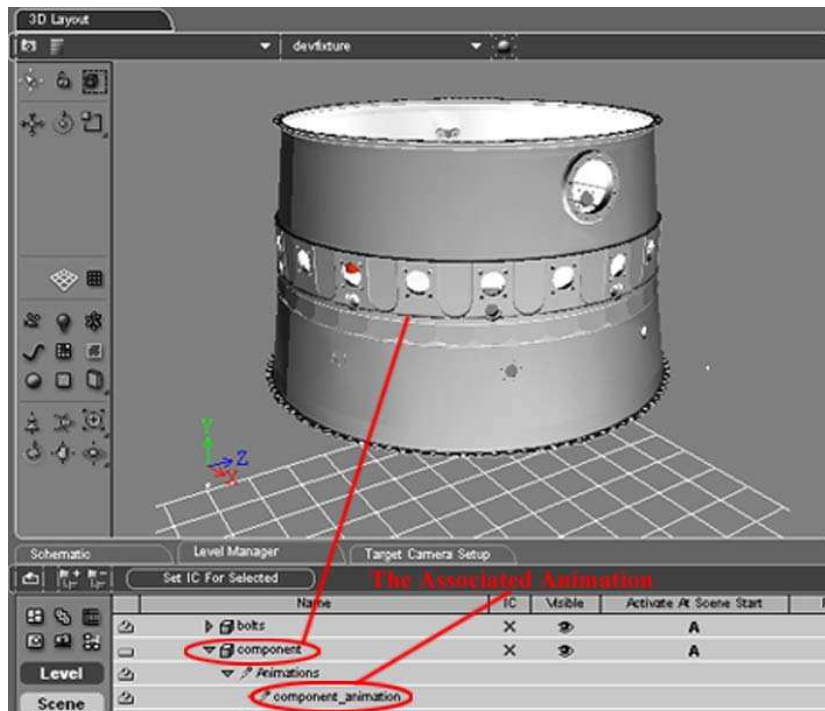 3D Layout
devfixture
Y
Z
X
Schematic
Level Manager
Target Camera Setup
Set IC For Selected
The Associated Animation
Name
IC
Visible
Activate At Scene Start
bolts
X
A
component
X
A
Level
Animations
component_animation
Scene